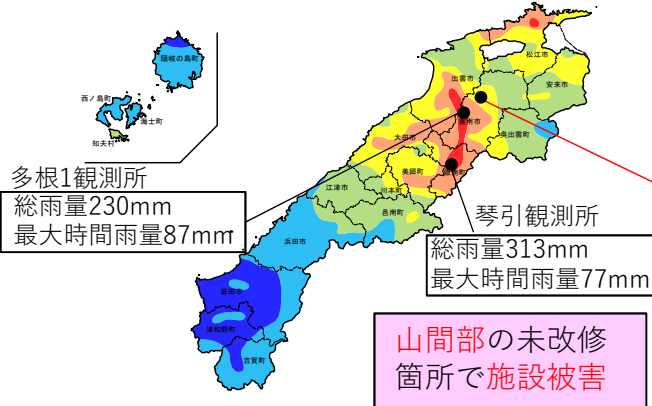 隠岐の島町
西ノ島町
海士町
知夫村
松江市
出雲市
安来市
雲南市
奥出雲町
大田市
飯南町
美郷町
川本町
江津市
邑南町
浜田市
益田市
津和野町
吉賀町
多根1観測所
総雨量230mm
最大時間雨量87mm
琴引観測所
総雨量313mm
最大時間雨量77mm
山間部の未改修
箇所で施設被害